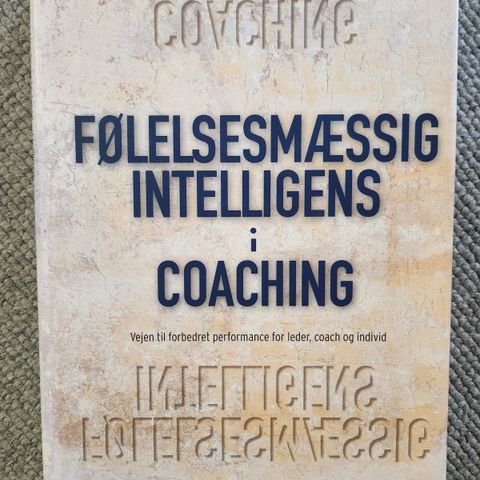 COACHING
FØLELSESMÆSSIG
INTELLIGENS
i
COACHING
Vejen til forbedret performance for leder, coach og individ
INTELLIGENS
FØLELSESMÆSSIG